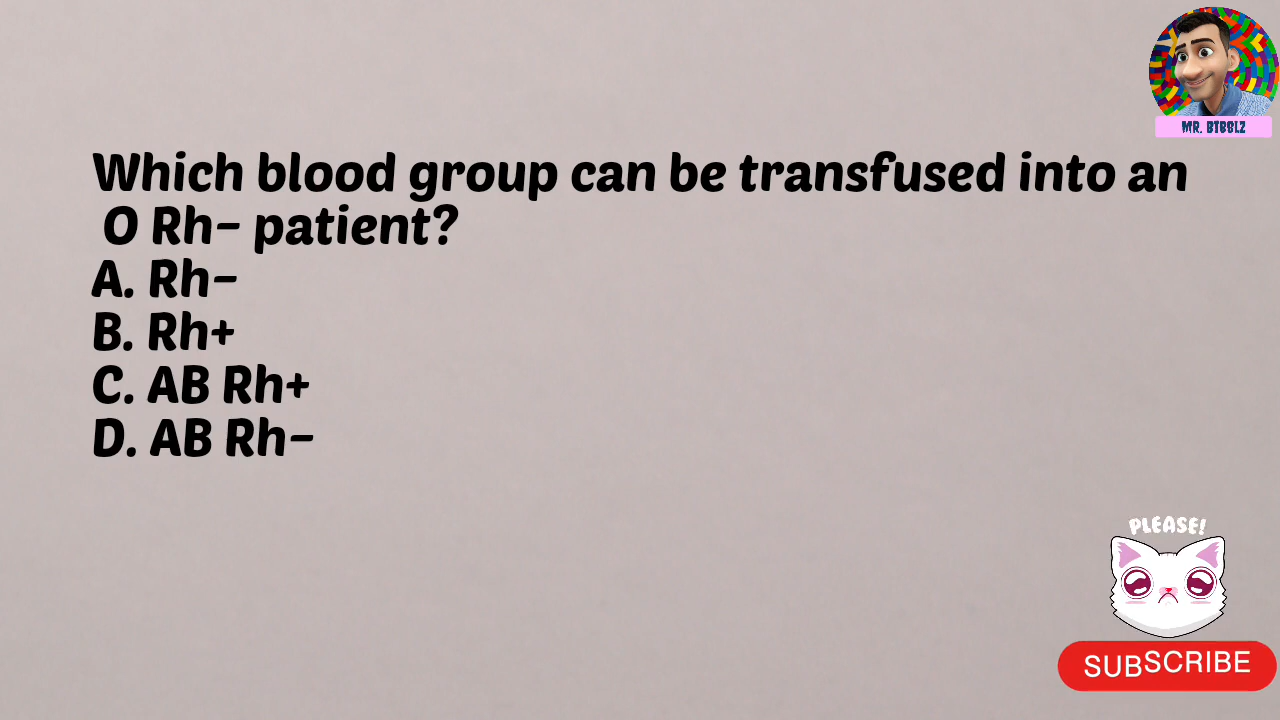 MR. BIBBLZ
Which blood group can be transfused into an
O Rh– patient?
A. Rh–
B. Rh+
C. AB Rh+
D. AB Rh–
PLEASE!
SUBSCRIBE